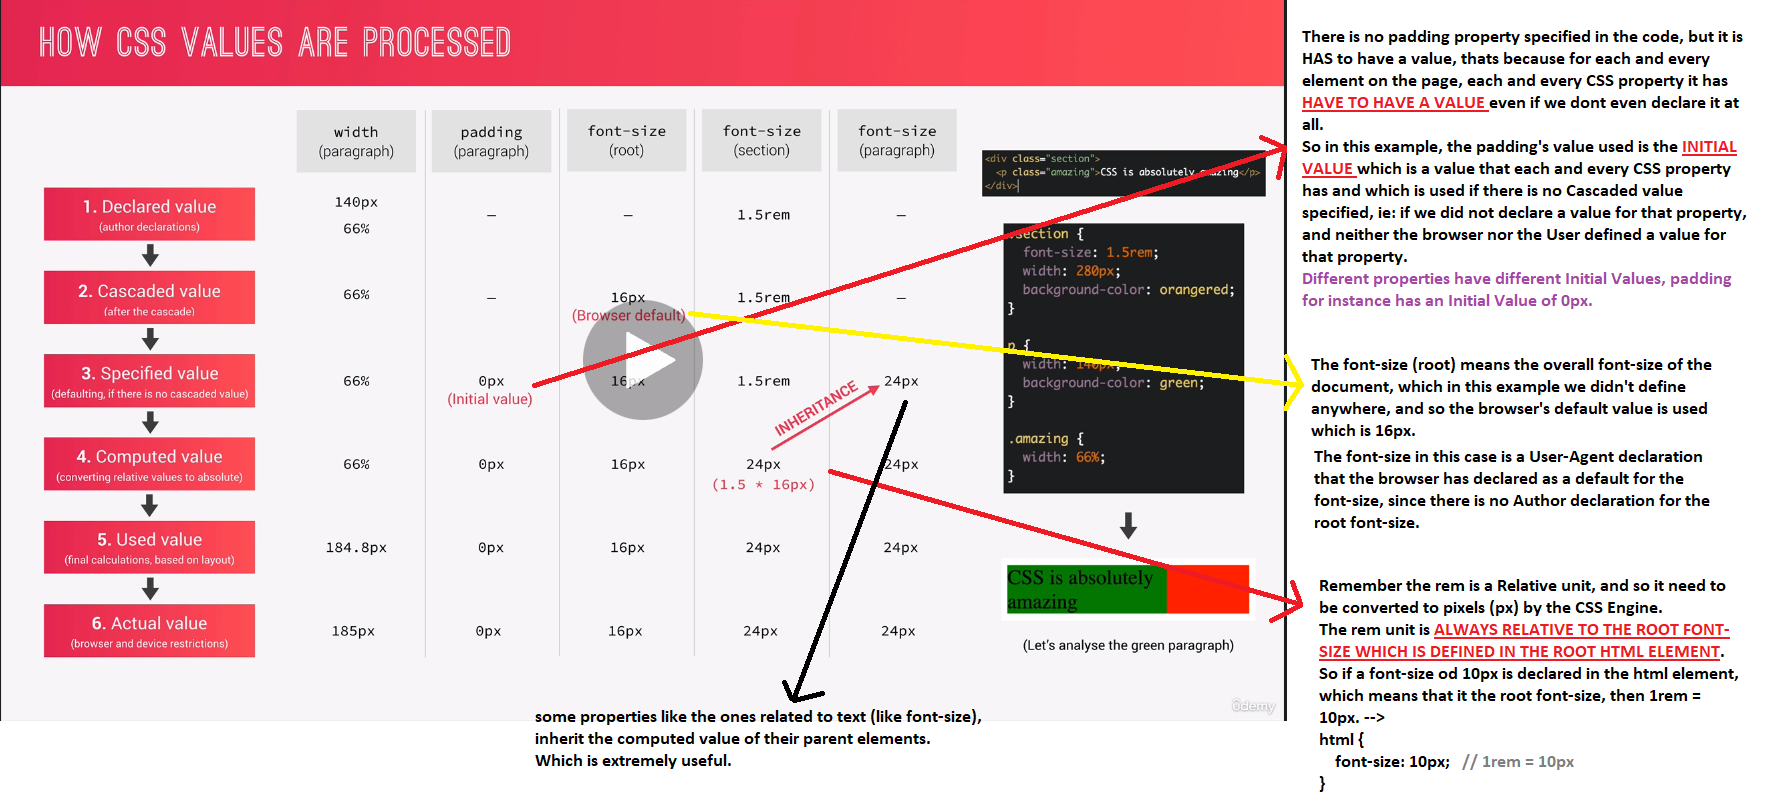 HOW CSS VALUES ARE PROCESSED
width
(paragraph)
padding
(paragraph)
font-size
(root)
font-size
(section)
font-size
(paragraph)
1. Declared value
(author declarations)
140px
66%
–
–
1.5rem
–
2. Cascaded value
(after the cascade)
66%
–
16px
(Browser default)
1.5rem
–
3. Specified value
(defaulting, if there is no cascaded value)
66%
0px
(Initial value)
16px
1.5rem
24px
INHERITANCE
4. Computed value
(converting relative values to absolute)
66%
0px
16px
24px
(1.5 * 16px)
24px
5. Used value
(final calculations, based on layout)
184.8px
0px
16px
24px
24px
6. Actual value
(browser and device restrictions)
185px
0px
16px
24px
24px
<div class="section">
<p class="amazing">CSS is absolutely amazing</p>
</div>
.section {
font-size: 1.5rem;
width: 280px;
background-color: orangered;
}
p {
width: 140px;
background-color: green;
}
.amazing {
width: 66%;
}
CSS is absolutely
amazing
(Let's analyse the green paragraph)
ûdemy
some properties like the ones related to text (like font-size),
inherit the computed value of their parent elements.
Which is extremely useful.
There is no padding property specified in the code, but it is
HAS to have a value, thats because for each and every
element on the page, each and every CSS property it has
HAVE TO HAVE A VALUE even if we dont even declare it at
all.
So in this example, the padding's value used is the INITIAL
VALUE which is a value that each and every CSS property
has and which is used if there is no Cascaded value
specified, ie: if we did not declare a value for that property,
and neither the browser nor the User defined a value for
that property.
Different properties have different Initial Values, padding
for instance has an Initial Value of 0px.
The font-size (root) means the overall font-size of the
document, which in this example we didn't define
anywhere, and so the browser's default value is used
which is 16px.
The font-size in this case is a User-Agent declaration
that the browser has declared as a default for the
font-size, since there is no Author declaration for the
root font-size.
Remember the rem is a Relative unit, and so it need to
be converted to pixels (px) by the CSS Engine.
The rem unit is ALWAYS RELATIVE TO THE ROOT FONT-
SIZE WHICH IS DEFINED IN THE ROOT HTML ELEMENT.
So if a font-size od 10px is declared in the html element,
which means that it the root font-size, then 1rem =
10px. -->
html {
font-size: 10px; // 1rem = 10px
}